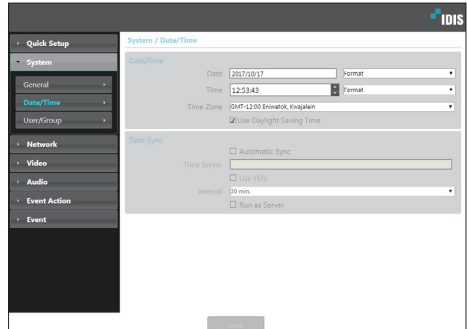 IDIS
Quick Setup
System
General
Date/Time
User/Group
Network
Video
Audio
Event Action
Event
System / Date/Time
Date/Time
Date 2017/10/17 Format
Time 12:53:43 Format
Time Zone GMT-12:00 Eniwetok, Kwajalein
Use Daylight Saving Time
Time Sync
Automatic Sync
Time Server
Use FEN
Interval 30 min.
Run as Server
Save